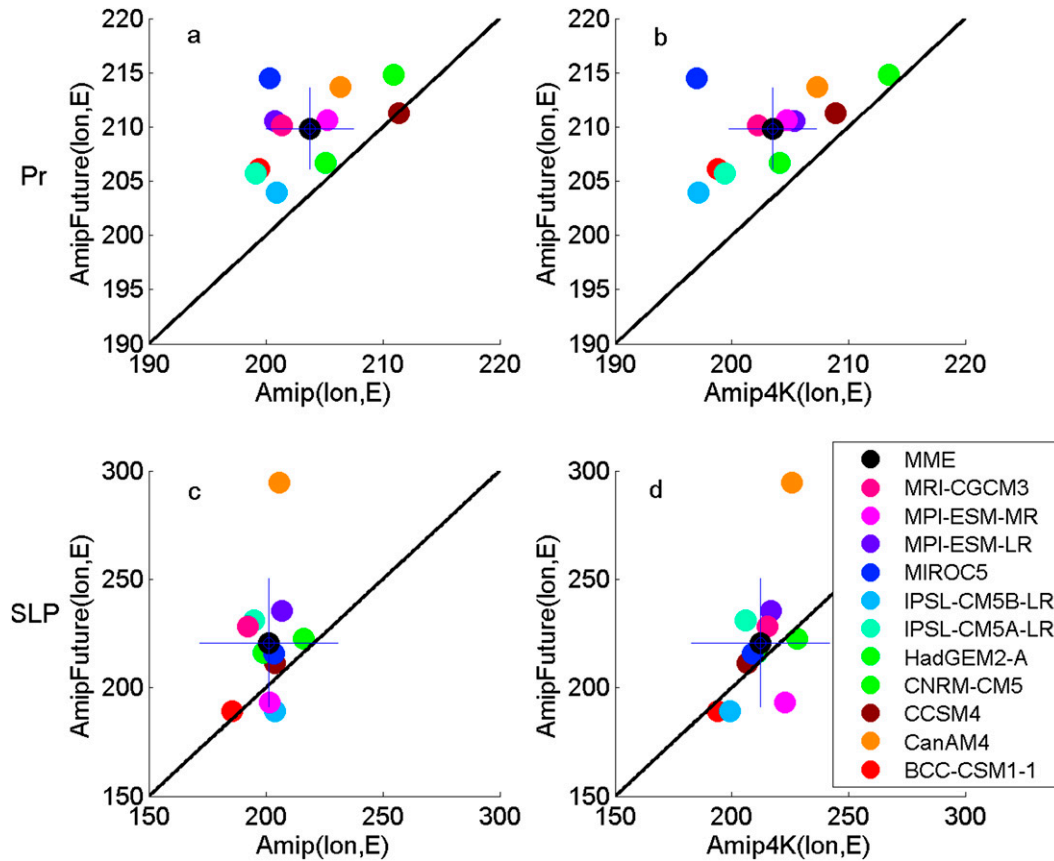 a
220
215
210
205
200
195
190
AmipFuture(lon,E)
Pr
190
200
210
220
Amip(lon,E)
b
220
215
210
205
200
195
190
AmipFuture(lon,E)
190
200
210
220
Amip4K(lon,E)
c
300
250
200
150
AmipFuture(lon,E)
SLP
150
200
250
300
Amip(lon,E)
d
300
250
200
150
AmipFuture(lon,E)
150
200
250
300
Amip4K(lon,E)
MME
MRI-CGCM3
MPI-ESM-MR
MPI-ESM-LR
MIROC5
IPSL-CM5B-LR
IPSL-CM5A-LR
HadGEM2-A
CNRM-CM5
CCSM4
CanAM4
BCC-CSM1-1